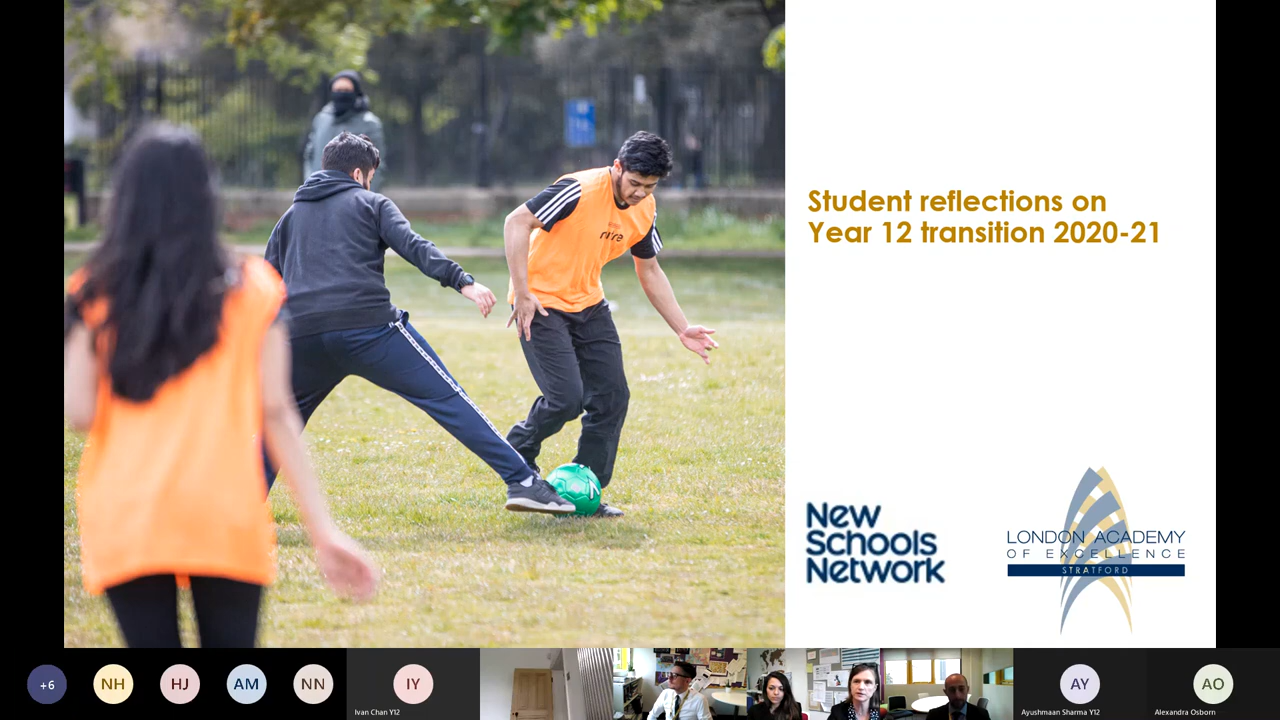 Student reflections on
Year 12 transition 2020-21
New
Schools
Network
LONDON ACADEMY
OF EXCELLENCE
STRATFORD
+6
NH
HJ
AM
NN
IY
Ivan Chan Y12
AY
Ayushmaan Sharma Y12
AO
Alexandra Osborn